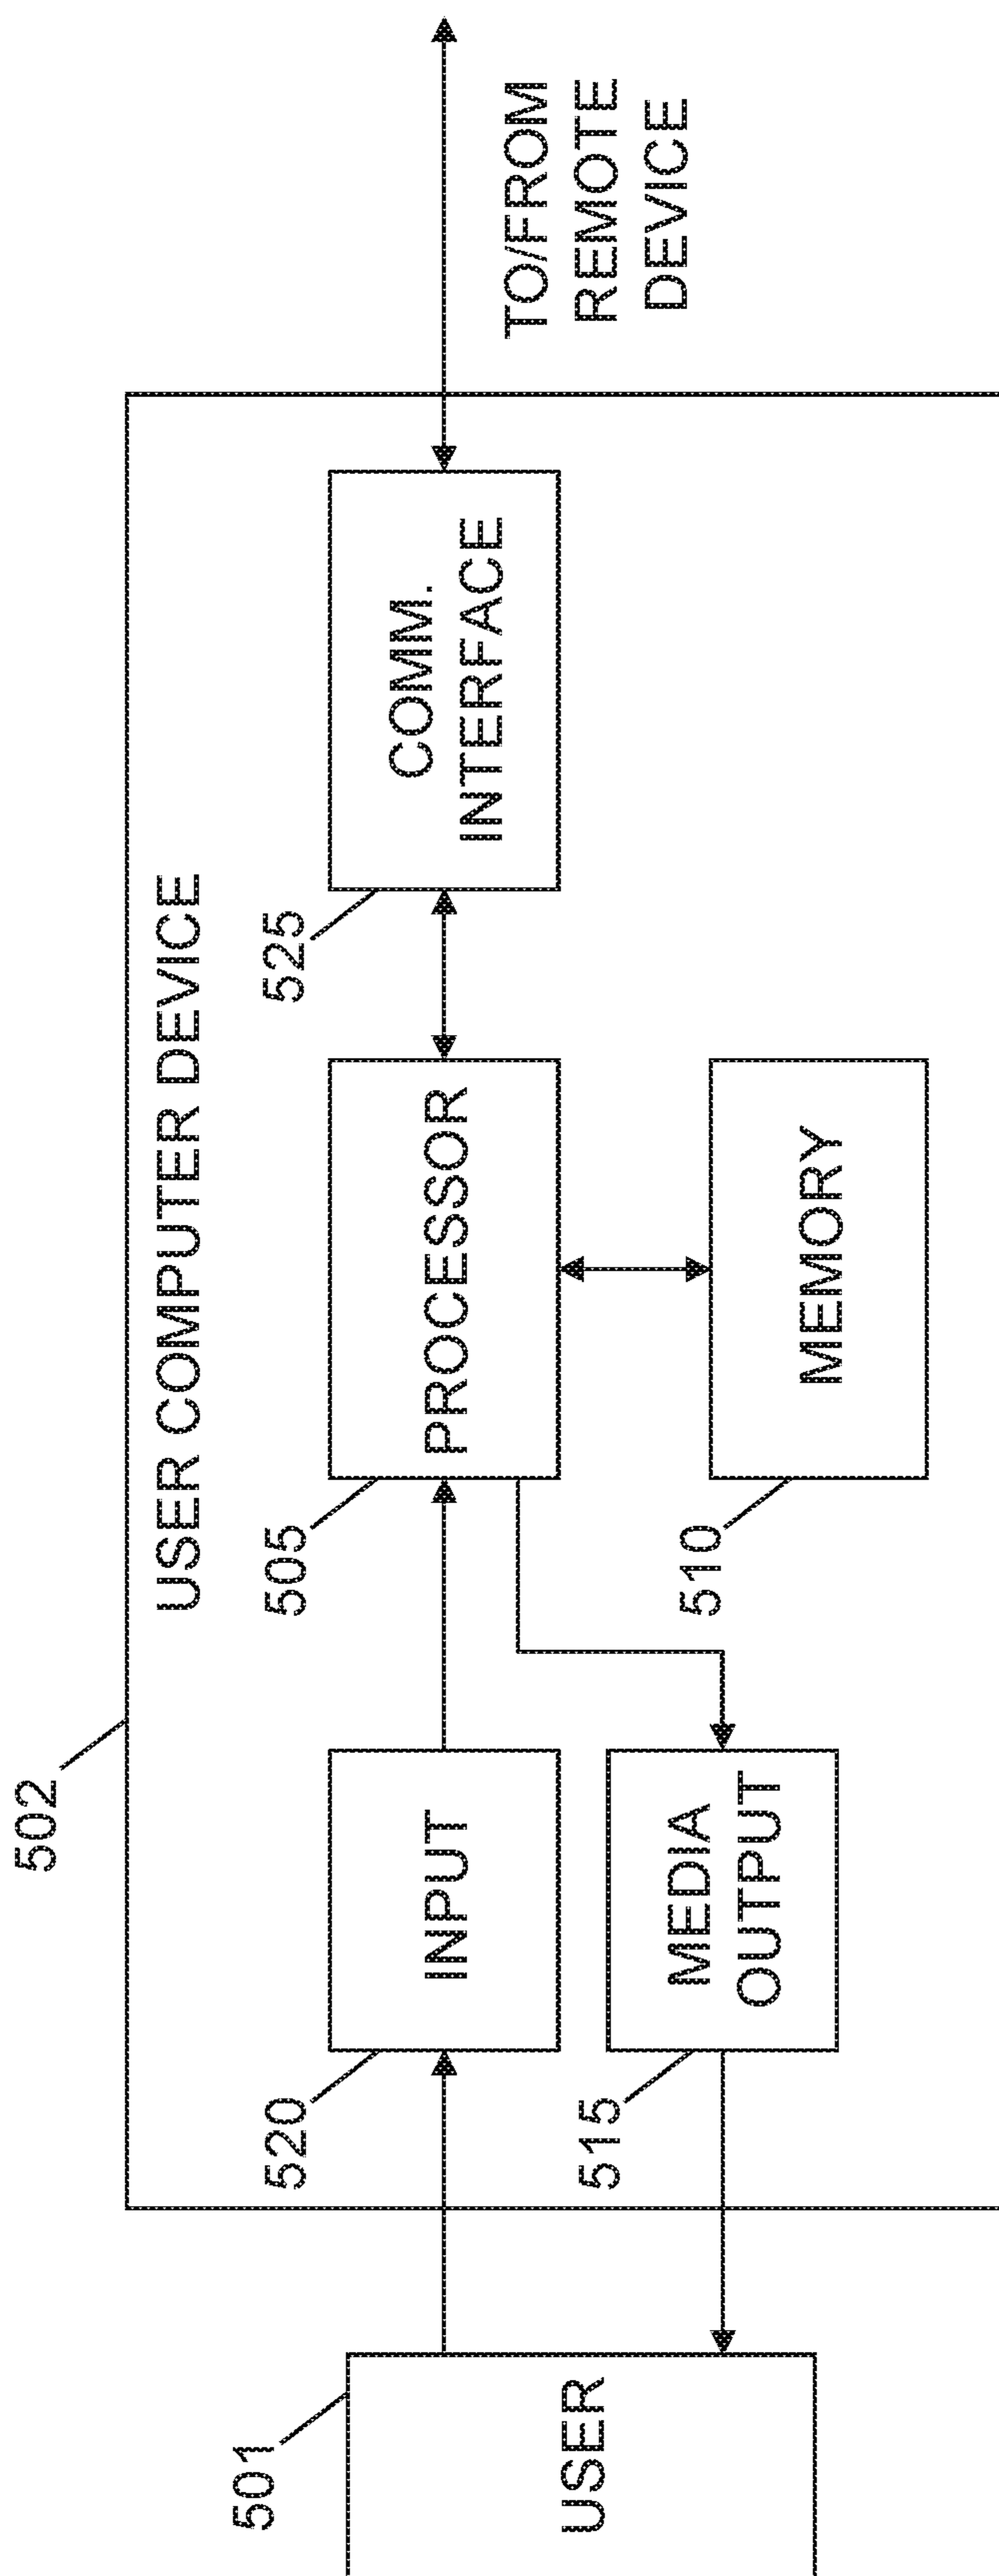 502
USER COMPUTER DEVICE
501
USER
520
INPUT
505
PROCESSOR
525
COMM.
INTERFACE
TO/FROM
REMOTE
DEVICE
515
MEDIA
OUTPUT
510
MEMORY